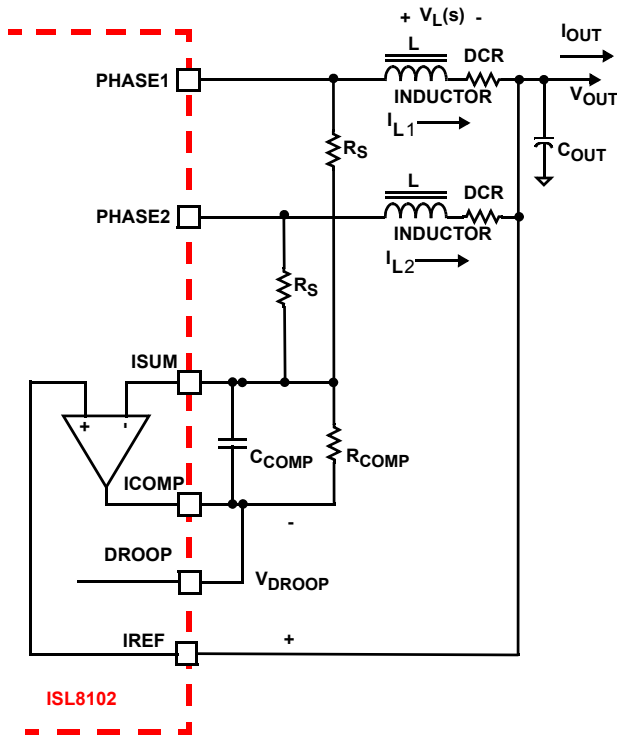 + VL(s) -
IOUT
L
DCR
PHASE1
INDUCTOR
VOUT
IL1
COUT
RS
L
DCR
PHASE2
INDUCTOR
IL2
RS
ISUM
+ -
CCOMP
RCOMP
ICOMP
-
DROOP
VDROOP
IREF
+
ISL8102